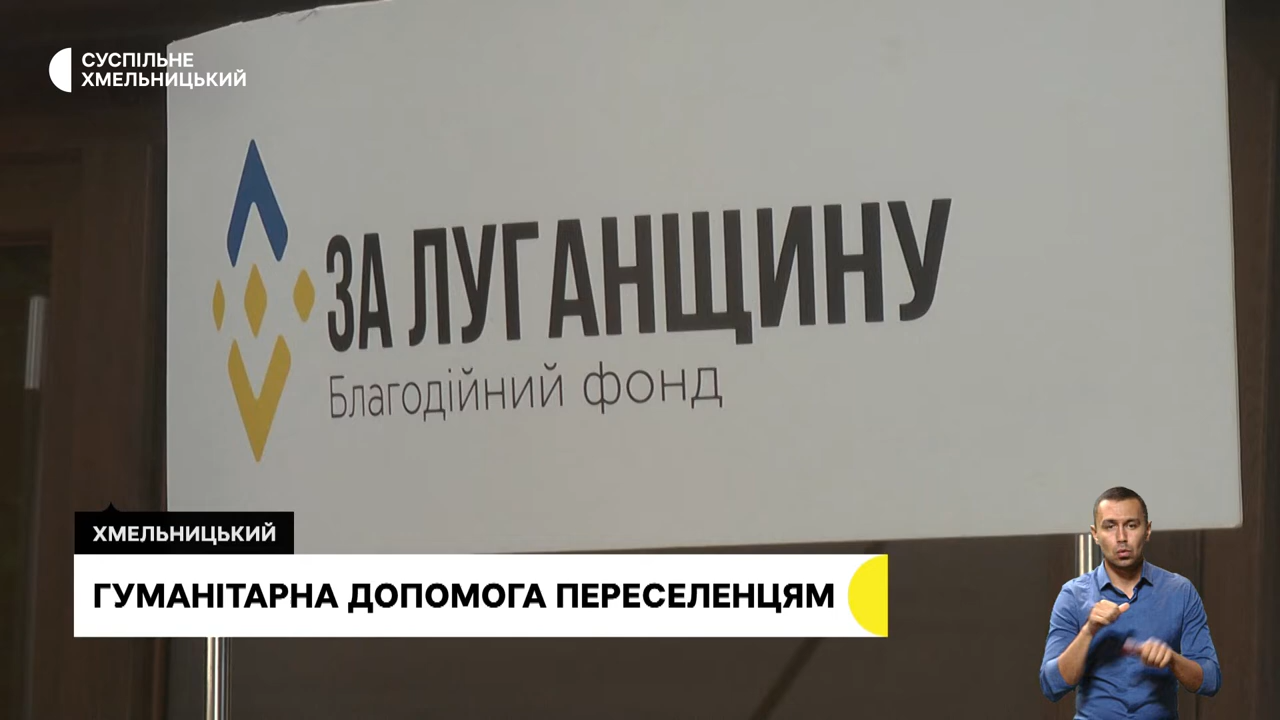 СУСПІЛЬНЕ
ХМЕЛЬНИЦЬКИЙ
ЗА ЛУГАНЩИНУ
Благодійний фонд
ХМЕЛЬНИЦЬКИЙ
ГУМАНІТАРНА ДОПОМОГА ПЕРЕСЕЛЕНЦЯМ